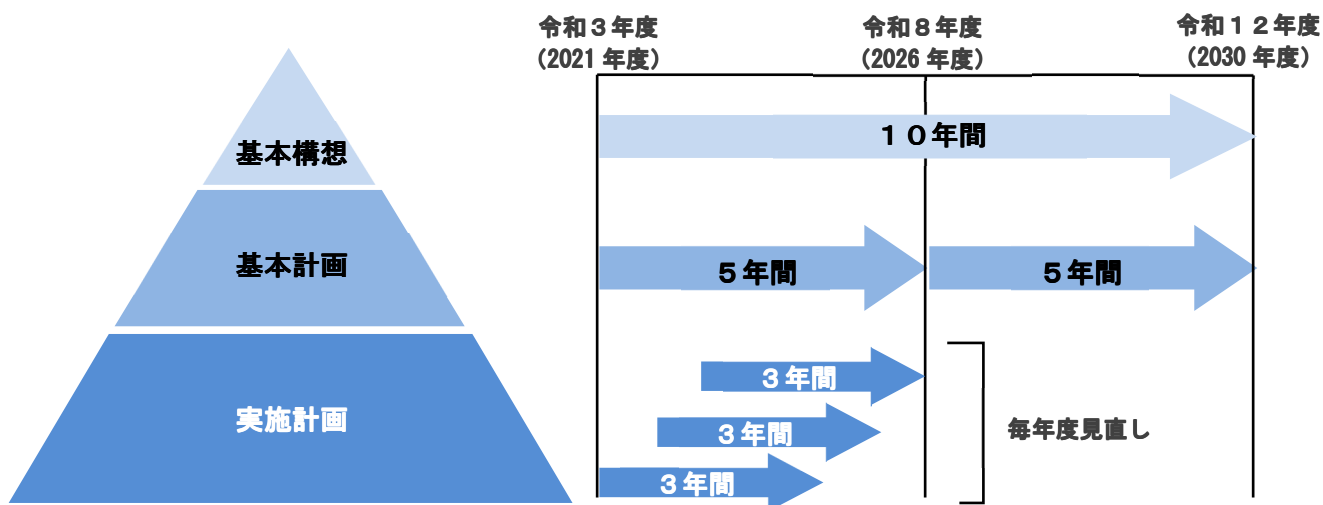 令和３年度
（2021 年度）
令和８年度
（2026 年度）
令和１２年度
（2030 年度）
基本構想
１０年間
基本計画
５年間
５年間
実施計画
３年間
３年間
３年間
毎年度見直し